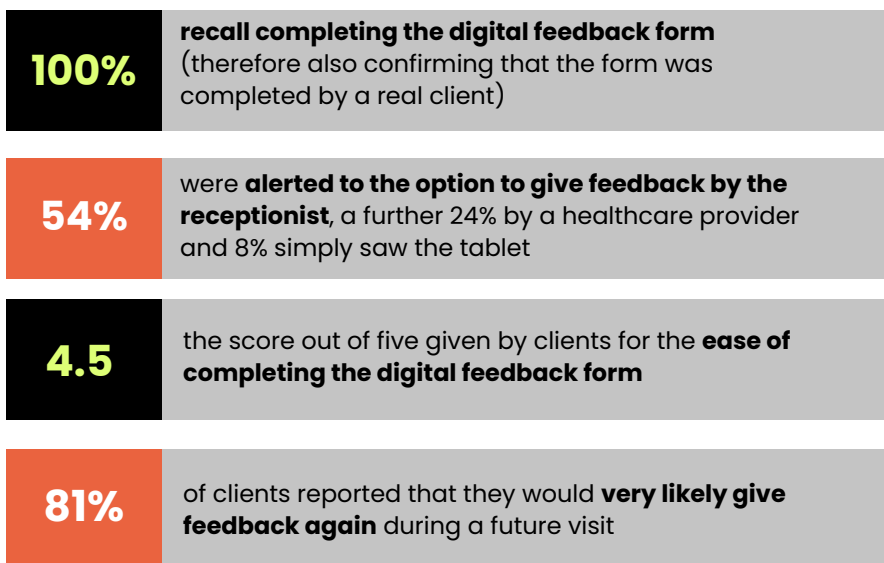 100%
recall completing the digital feedback form
(therefore also confirming that the form was
completed by a real client)
54%
were alerted to the option to give feedback by the
receptionist, a further 24% by a healthcare provider
and 8% simply saw the tablet
4.5
the score out of five given by clients for the ease of
completing the digital feedback form
81%
of clients reported that they would very likely give
feedback again during a future visit